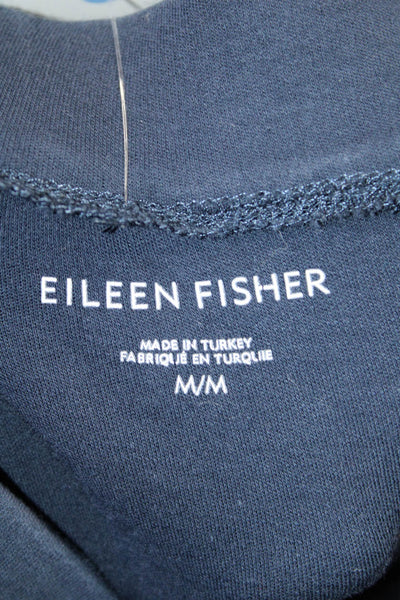 EILEEN FISHER
MADE IN TURKEY
FABRIQUÉ EN TURQUIE
M/M